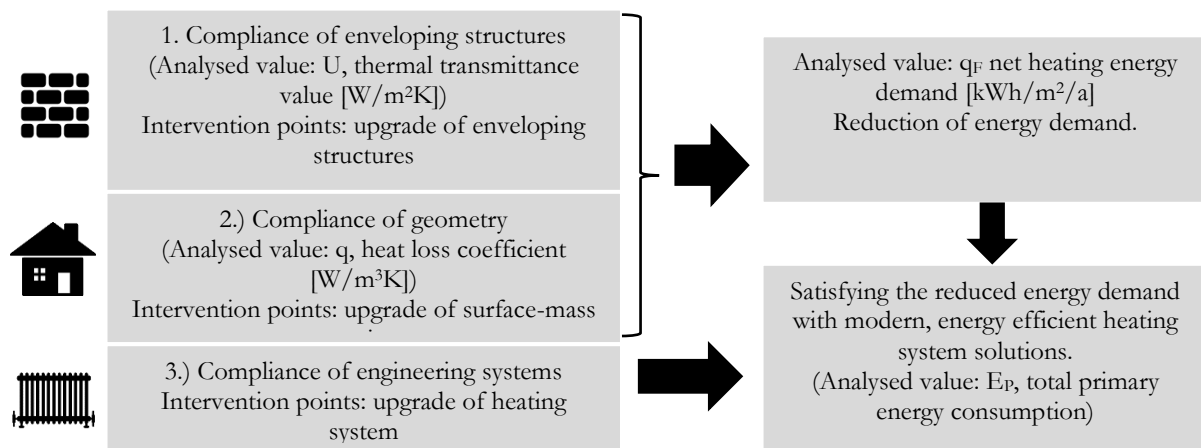 1. Compliance of enveloping structures
(Analysed value: U, thermal transmittance
value [W/m²K])
Intervention points: upgrade of enveloping
structures
2.) Compliance of geometry
(Analysed value: q, heat loss coefficient
[W/m³K])
Intervention points: upgrade of surface-mass
3.) Compliance of engineering systems
Intervention points: upgrade of heating
system
Analysed value: qF net heating energy
demand [kWh/m²/a]
Reduction of energy demand.
Satisfying the reduced energy demand
with modern, energy efficient heating
system solutions.
(Analysed value: EP, total primary
energy consumption)